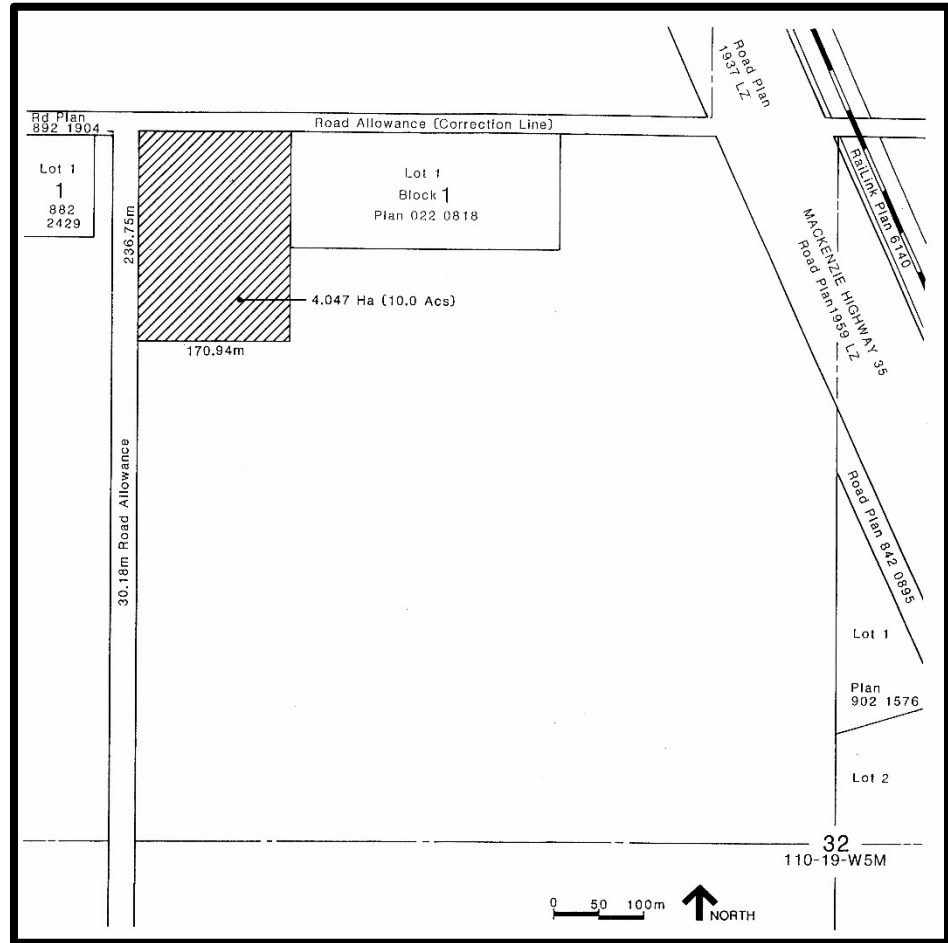 Road Plan
1937 LZ
Rd Plan
892 1904
Road Allowance (Correction Line)
Lot 1
1
882
2429
Lot 1
Block 1
Plan 022 0818
RaiLink Plan 6140
236.75m
MACKENZIE HIGHWAY 35
Road Plan1959 LZ
4.047 Ha (10.0 Acs)
170.94m
30.18m Road Allowance
Road Plan 842 0895
Lot 1
Plan
902 1576
Lot 2
32
110-19-W5M
0 50 100m
NORTH